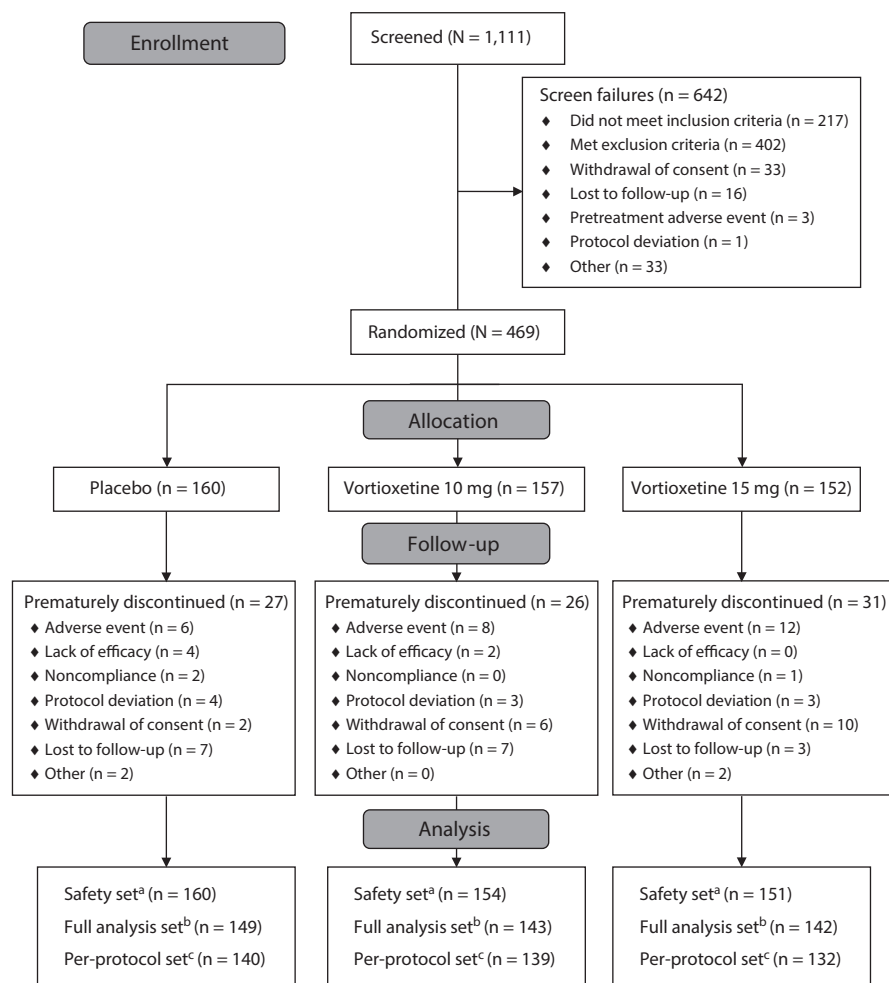 Enrollment
Screened (N = 1,111)
Screen failures (n = 642)
♦ Did not meet inclusion criteria (n = 217)
♦ Met exclusion criteria (n = 402)
♦ Withdrawal of consent (n = 33)
♦ Lost to follow-up (n = 16)
♦ Pretreatment adverse event (n = 3)
♦ Protocol deviation (n = 1)
♦ Other (n = 33)
Randomized (N = 469)
Allocation
Placebo (n = 160)
Vortioxetine 10 mg (n = 157)
Vortioxetine 15 mg (n = 152)
Follow-up
Prematurely discontinued (n = 27)
♦ Adverse event (n = 6)
♦ Lack of efficacy (n = 4)
♦ Noncompliance (n = 2)
♦ Protocol deviation (n = 4)
♦ Withdrawal of consent (n = 2)
♦ Lost to follow-up (n = 7)
♦ Other (n = 2)
Prematurely discontinued (n = 26)
♦ Adverse event (n = 8)
♦ Lack of efficacy (n = 2)
♦ Noncompliance (n = 0)
♦ Protocol deviation (n = 3)
♦ Withdrawal of consent (n = 6)
♦ Lost to follow-up (n = 7)
♦ Other (n = 0)
Prematurely discontinued (n = 31)
♦ Adverse event (n = 12)
♦ Lack of efficacy (n = 0)
♦ Noncompliance (n = 1)
♦ Protocol deviation (n = 3)
♦ Withdrawal of consent (n = 10)
♦ Lost to follow-up (n = 3)
♦ Other (n = 2)
Analysis
Safety setᵃ (n = 160)
Full analysis setᵇ (n = 149)
Per-protocol setᶜ (n = 140)
Safety setᵃ (n = 154)
Full analysis setᵇ (n = 143)
Per-protocol setᶜ (n = 139)
Safety setᵃ (n = 151)
Full analysis setᵇ (n = 142)
Per-protocol setᶜ (n = 132)